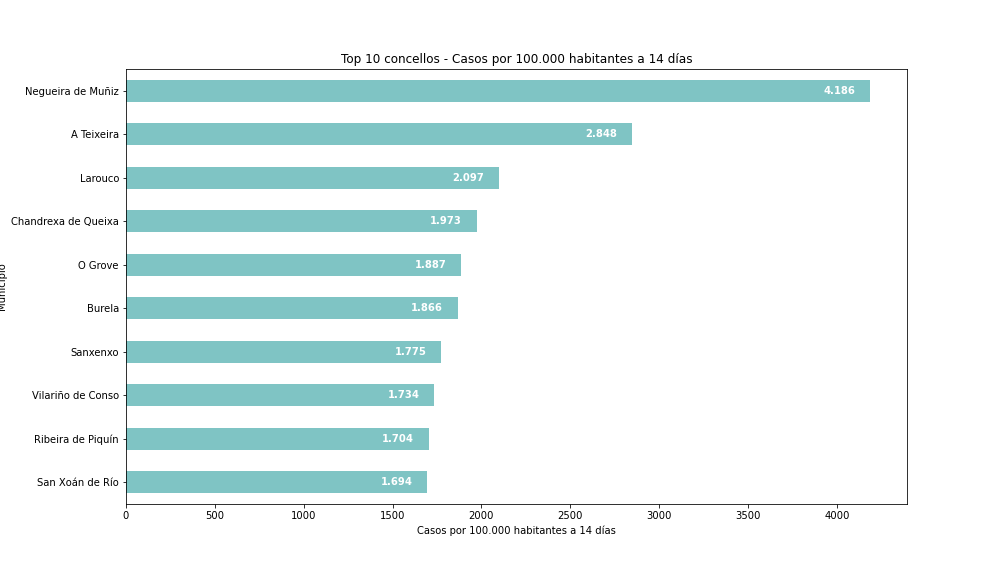 Top 10 concellos - Casos por 100.000 habitantes a 14 días
Negueira de Muñiz 4.186
A Teixeira 2.848
Larouco 2.097
Chandrexa de Queixa 1.973
O Grove 1.887
Burela 1.866
Sanxenxo 1.775
Vilariño de Conso 1.734
Ribeira de Piquín 1.704
San Xoán de Río 1.694
Municipio
0 500 1000 1500 2000 2500 3000 3500 4000
Casos por 100.000 habitantes a 14 días